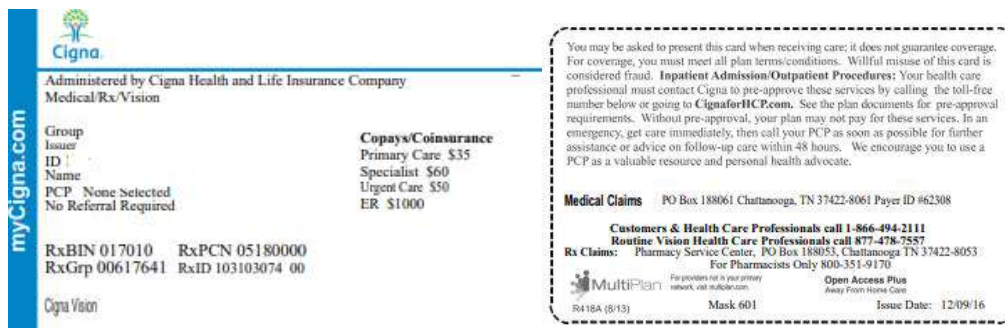 myCigna.com
Cigna.
Administered by Cigna Health and Life Insurance Company
Medical/Rx/Vision
Group
Issuer
ID
Name
PCP None Selected
No Referral Required
Copays/Coinsurance
Primary Care $35
Specialist $60
Urgent Care $50
ER $1000
RxBIN 017010 RxPCN 05180000
RxGrp 00617641 RxID 103103074 00
Cigna Vision
You may be asked to present this card when receiving care; it does not guarantee coverage.
For coverage, you must meet all plan terms/conditions. Willful misuse of this card is
considered fraud. Inpatient Admission/Outpatient Procedures: Your health care
professional must contact Cigna to pre-approve these services by calling the toll-free
number below or going to CignaforHCP.com. See the plan documents for pre-approval
requirements. Without pre-approval, your plan may not pay for these services. In an
emergency, get care immediately, then call your PCP as soon as possible for further
assistance or advice on follow-up care within 48 hours. We encourage you to use a
PCP as a valuable resource and personal health advocate.
Medical Claims PO Box 188061 Chattanooga, TN 37422-8061 Payer ID #62308
Customers & Health Care Professionals call 1-866-494-2111
Routine Vision Health Care Professionals call 877-478-7557
Rx Claims: Pharmacy Service Center, PO Box 188053, Chattanooga TN 37422-8053
For Pharmacists Only 800-351-9170
MultiPlan
For providers not in your primary
network, visit multiplan.com
Open Access Plus
Away From Home Care
R418A (8/13) Mask 601 Issue Date: 12/09/16